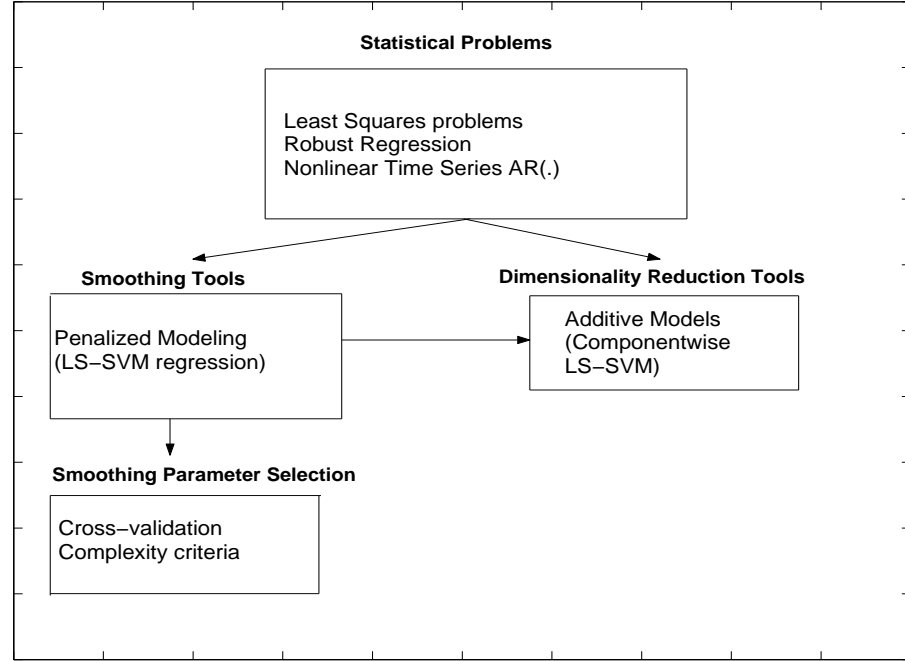 Statistical Problems
Least Squares problems
Robust Regression
Nonlinear Time Series AR(.)
Smoothing Tools
Penalized Modeling
(LS−SVM regression)
Dimensionality Reduction Tools
Additive Models
(Componentwise
LS−SVM)
Smoothing Parameter Selection
Cross−validation
Complexity criteria